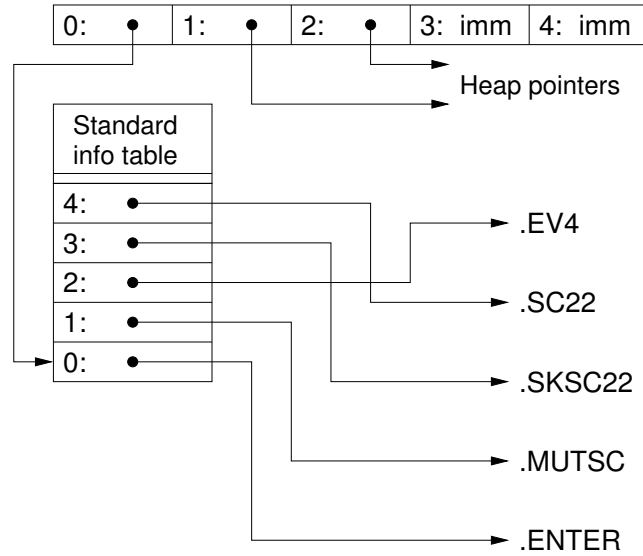 0: 1: 2: 3: imm 4: imm
Heap pointers
Standard
info table
4:
3:
2:
1:
0:
.EV4
.SC22
.SKSC22
.MUTSC
.ENTER